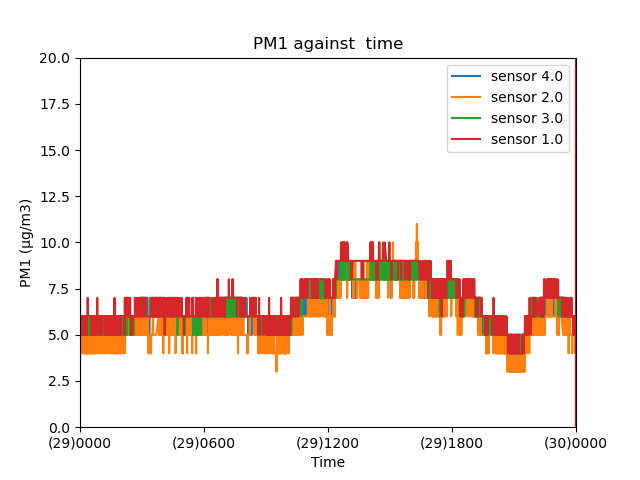 PM1 against  time
20.0
17.5
15.0
12.5
10.0
7.5
5.0
2.5
0.0
PM1 (µg/m3)
sensor 4.0
sensor 2.0
sensor 3.0
sensor 1.0
(29)0000
(29)0600
(29)1200
(29)1800
(30)0000
Time